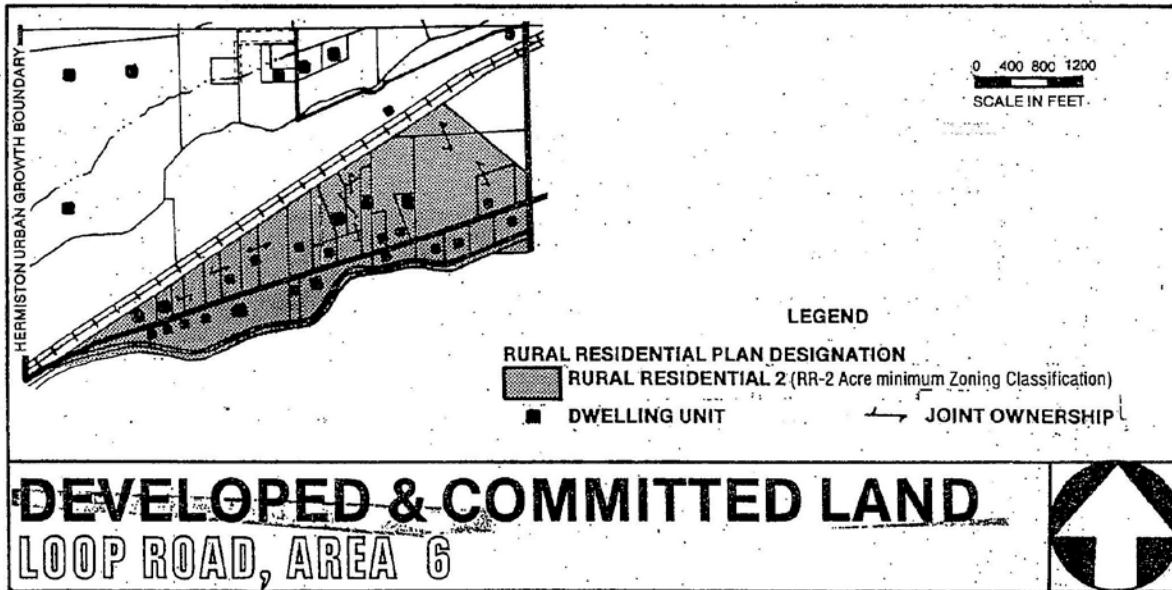 HERMISTON URBAN GROWTH BOUNDARY
0 400 800 1200
SCALE IN FEET
LEGEND
RURAL RESIDENTIAL PLAN DESIGNATION
RURAL RESIDENTIAL 2 (RR-2 Acre minimum Zoning Classification)
DWELLING UNIT
JOINT OWNERSHIP
DEVELOPED & COMMITTED LAND
LOOP ROAD, AREA 6